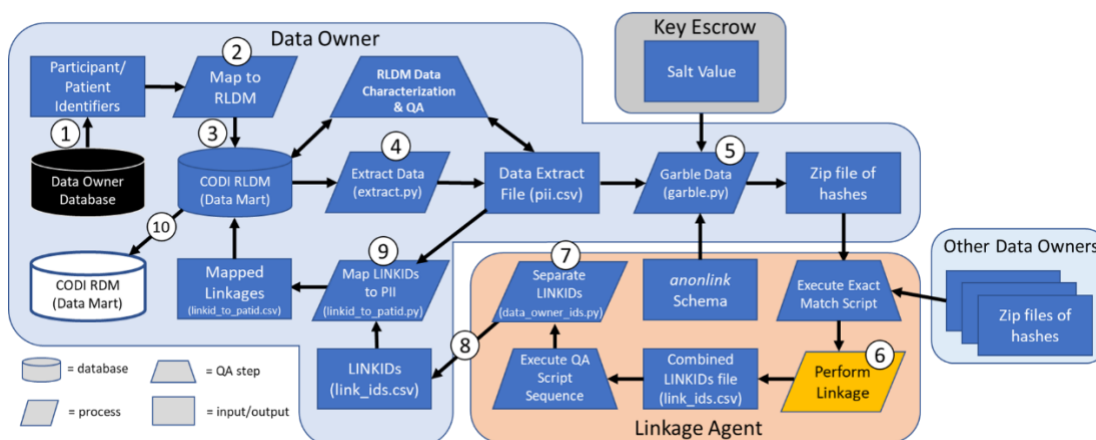 Data Owner
Key Escrow
Participant/
Patient
Identifiers
2
Map to
RLDM
RLDM Data
Characterization
& QA
Salt Value
1
3
4
5
Data Owner
Database
CODI RLDM
(Data Mart)
Extract Data
(extract.py)
Data Extract
File (pii.csv)
Garble Data
(garble.py)
Zip file of
hashes
10
CODI RDM
(Data Mart)
Mapped
Linkages
(linkid_to_patid.csv)
9
Map LINKIDs
to PII
(linkid_to_patid.py)
7
Separate
LINKIDs
(data_owner_ids.py)
anonlink
Schema
Execute Exact
Match Script
Other Data Owners
Zip files of
hashes
8
LINKIDs
(link_ids.csv)
Execute QA
Script
Sequence
Combined
LINKIDs file
(link_ids.csv)
6
Perform
Linkage
Linkage Agent
= database
= QA step
= process
= input/output